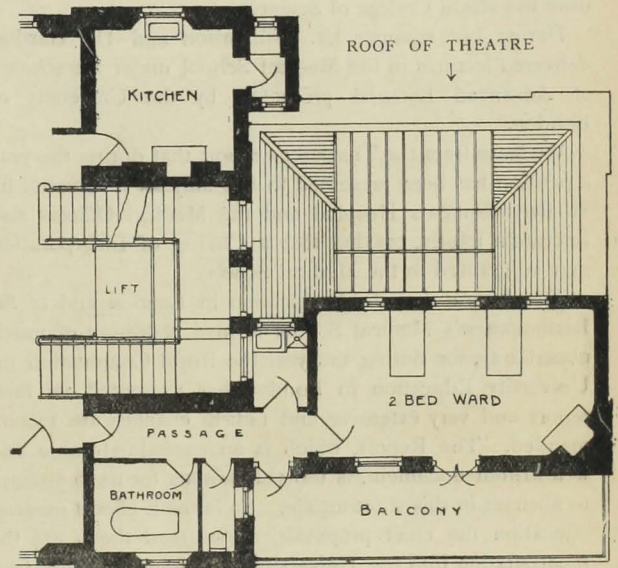 ROOF OF THEATRE
KITCHEN
LIFT
2 BED WARD
PASSAGE
BATHROOM
BALCONY